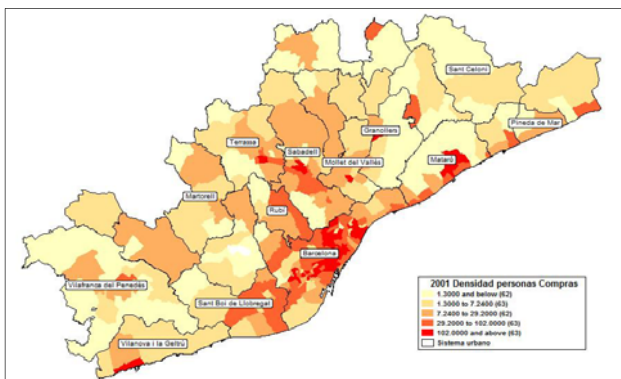 Sant Celoni
Pineda de Mar
Granollers
Terrassa
Sabadell
Mollet del Vallès
Mataró
Martorell
Rubí
Barcelona
Vilafranca del Penedès
Sant Boi de Llobregat
Vilanova i la Geltrú
2001 Densidad personas Compras
1.3000 and below (62)
1.3000 to 7.2400 (63)
7.2400 to 29.2000 (62)
29.2000 to 102.0000 (63)
102.0000 and above (63)
Sistema urbano